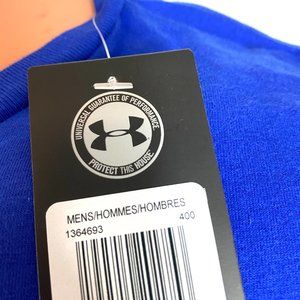 UNIVERSAL GUARANTEE OF PERFORMANCE
PROTECT THIS HOUSE
MENS/HOMMES/HOMBRES
1364693 400